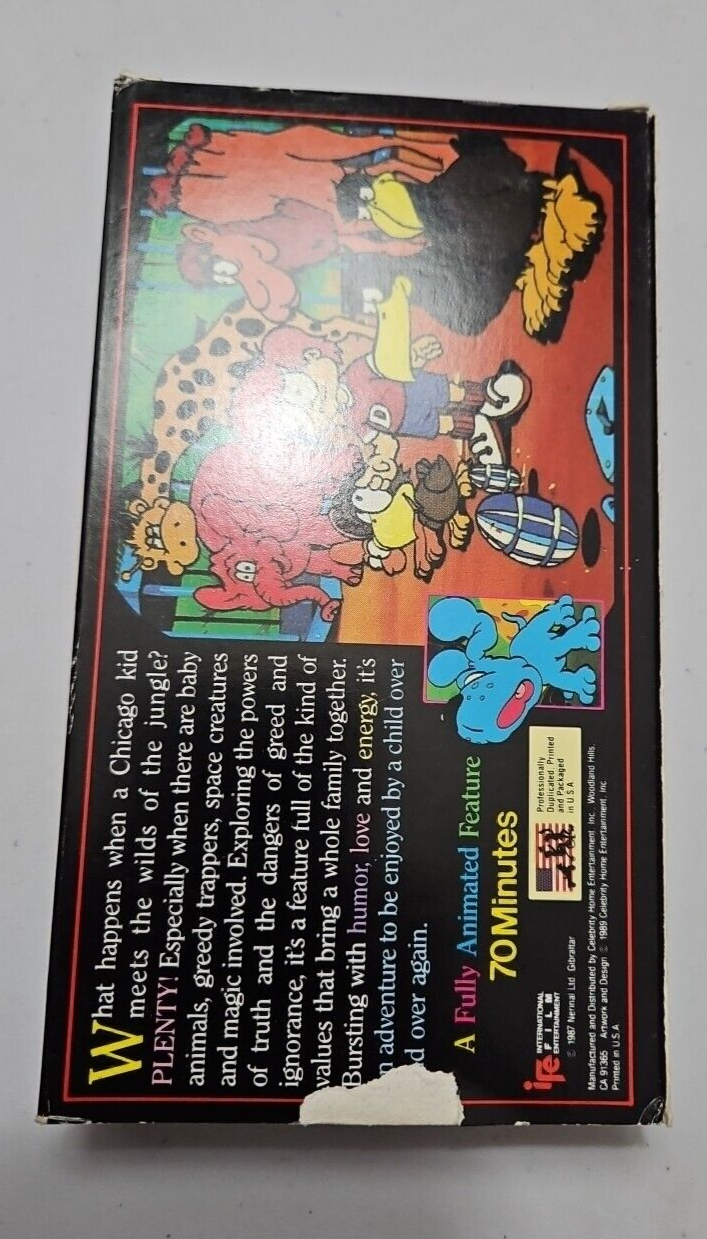 What happens when a Chicago kid
meets the wilds of the jungle?
PLENTY! Especially when there are baby
animals, greedy trappers, space creatures
and magic involved. Exploring the powers
of truth and the dangers of greed and
ignorance, it's a feature full of the kind of
values that bring a whole family together.
Bursting with humor, love and energy, it's
n adventure to be enjoyed by a child over
d over again.
A Fully Animated Feature
70 Minutes
Professionally
Duplicated, Printed
and Packaged
in U.S.A.
ife INTERNATIONAL
FILM
ENTERTAINMENT
© 1987 Nerinal Ltd. Gibraltar
Manufactured and Distributed by Celebrity Home Entertainment, Inc. Woodland Hills,
CA 91365 Artwork and Design © 1989 Celebrity Home Entertainment, Inc.
Printed in U.S.A.
D